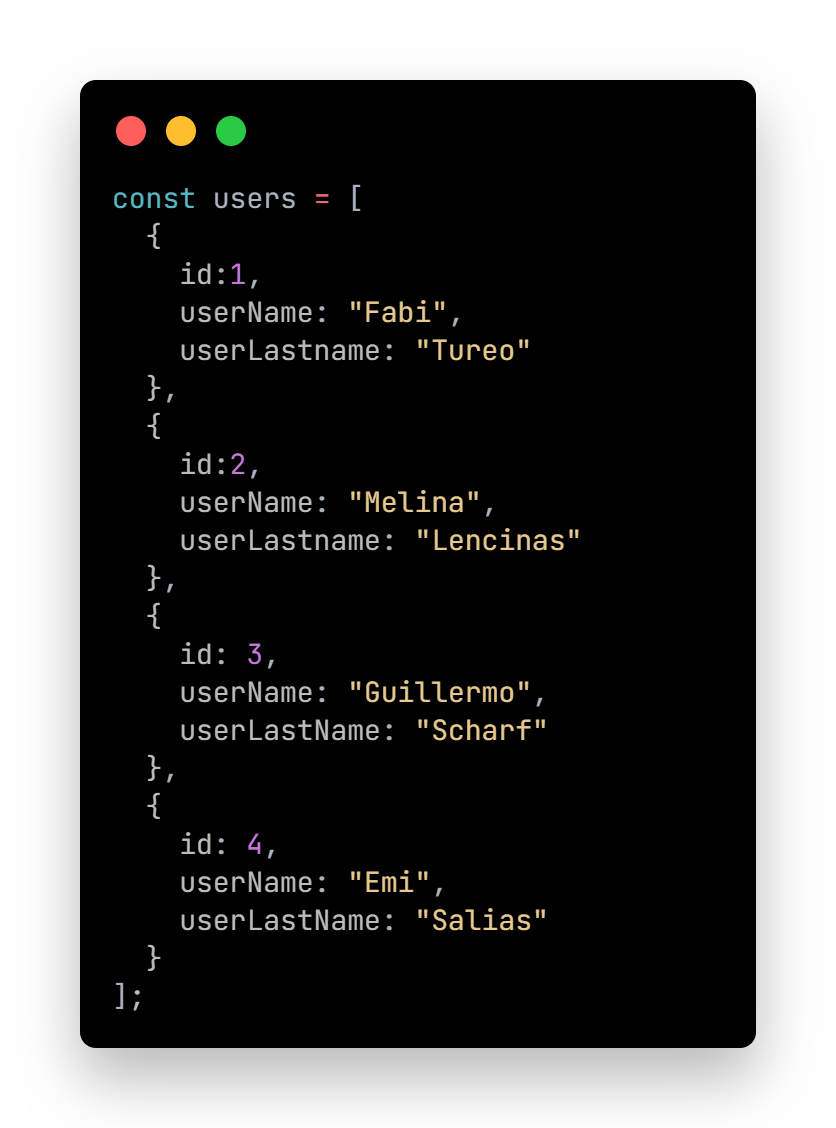 const users = [
  {
    id:1,
    userName: "Fabi",
    userLastname: "Tureo"
  },
  {
    id:2,
    userName: "Melina",
    userLastname: "Lencinas"
  },
  {
    id: 3,
    userName: "Guillermo",
    userLastName: "Scharf"
  },
  {
    id: 4,
    userName: "Emi",
    userLastName: "Salias"
  }
];